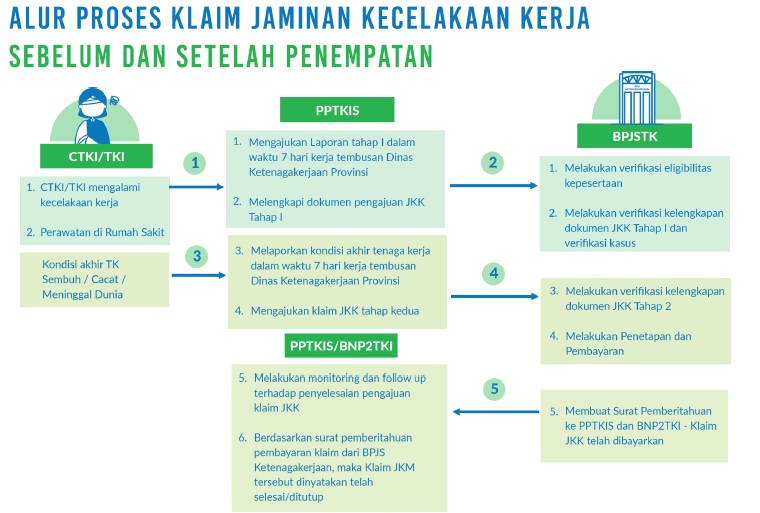 ALUR PROSES KLAIM JAMINAN KECELAKAAN KERJA
SEBELUM DAN SETELAH PENEMPATAN
CTKI/TKI
1. CTKI/TKI mengalami
kecelakaan kerja
2. Perawatan di Rumah Sakit
Kondisi akhir TK
Sembuh / Cacat /
Meninggal Dunia
1
3
PPTKIS
1. Mengajukan Laporan tahap I dalam
waktu 7 hari kerja tembusan Dinas
Ketenagakerjaan Provinsi
2. Melengkapi dokumen pengajuan JKK
Tahap I
3. Melaporkan kondisi akhir tenaga kerja
dalam waktu 7 hari kerja tembusan
Dinas Ketenagakerjaan Provinsi
4. Mengajukan klaim JKK tahap kedua
PPTKIS/BNP2TKI
5. Melakukan monitoring dan follow up
terhadap penyelesaian pengajuan
klaim JKK
6. Berdasarkan surat pemberitahuan
pembayaran klaim dari BPJS
Ketenagakerjaan, maka Klaim JKM
tersebut dinyatakan telah
selesai/ditutup
2
4
5
BPJSTK
1. Melakukan verifikasi eligibilitas
kepesertaan
2. Melakukan verifikasi kelengkapan
dokumen JKK Tahap I dan
verifikasi kasus
3. Melakukan verifikasi kelengkapan
dokumen JKK Tahap 2
4. Melakukan Penetapan dan
Pembayaran
5. Membuat Surat Pemberitahuan
ke PPTKIS dan BNP2TKI - Klaim
JKK telah dibayarkan